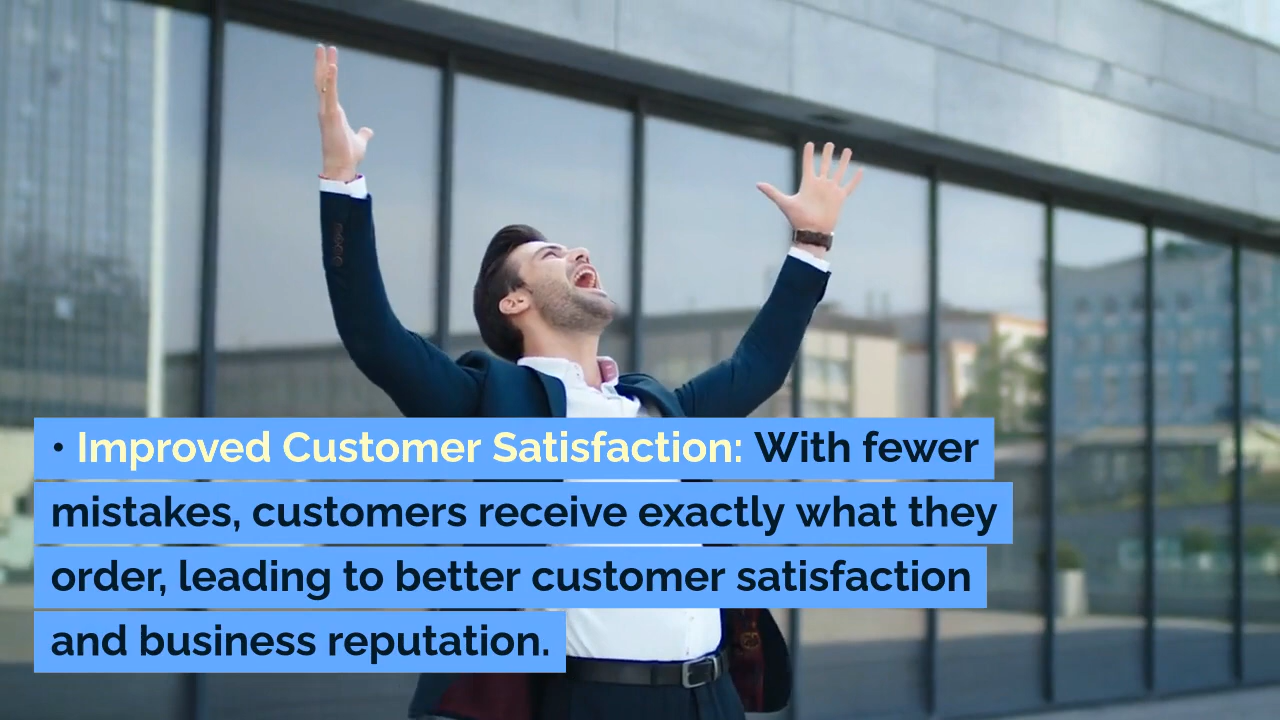 • Improved Customer Satisfaction: With fewer
mistakes, customers receive exactly what they
order, leading to better customer satisfaction
and business reputation.